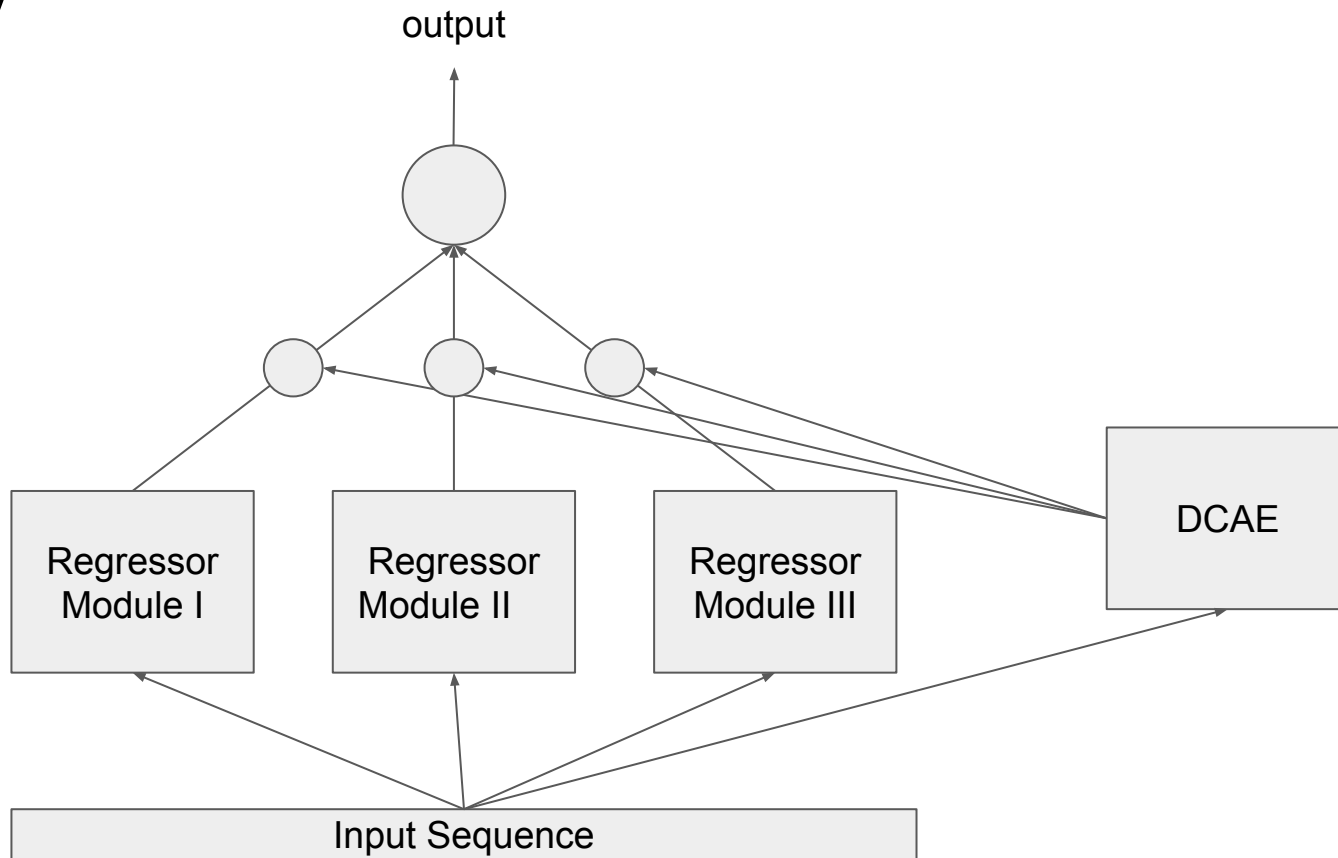 output
Regressor
Module I
Regressor
Module II
Regressor
Module III
DCAE
Input Sequence